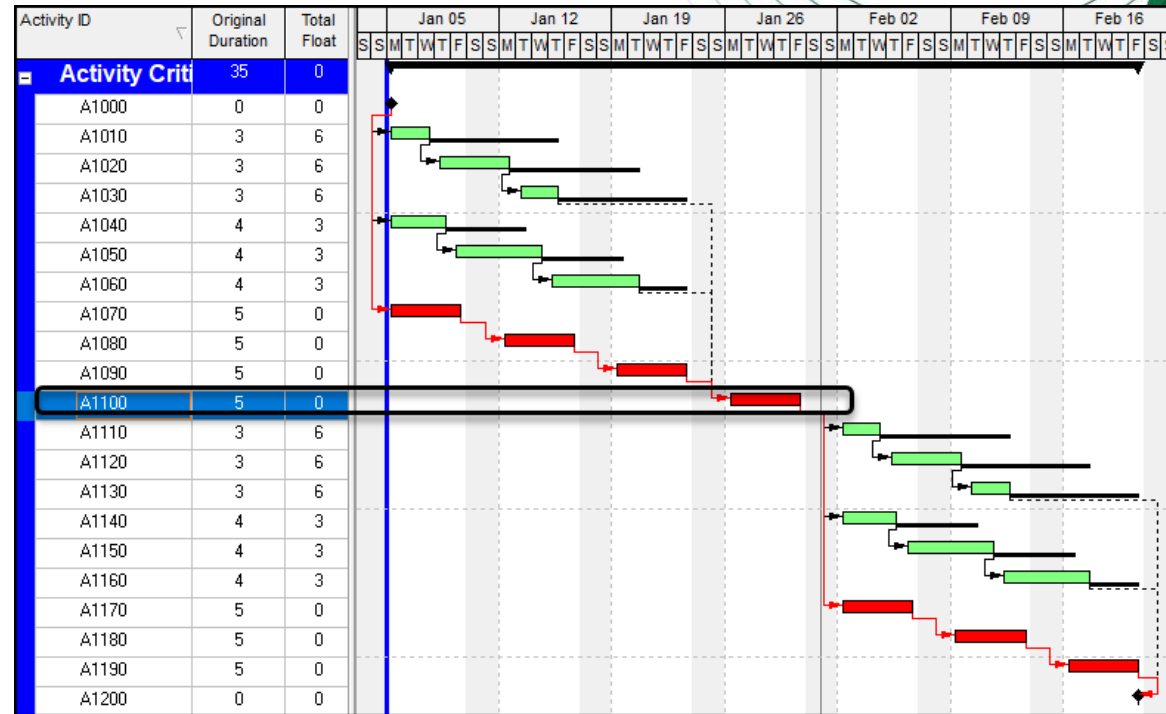 Activity ID Original Duration Total Float Jan 05 Jan 12 Jan 19 Jan 26 Feb 02 Feb 09 Feb 16
S S M T W T F S S M T W T F S S M T W T F S S M T W T F S S M T W T F S S M T W T F S S M T W T F S
Activity Criti 35 0
A1000 0 0
A1010 3 6
A1020 3 6
A1030 3 6
A1040 4 3
A1050 4 3
A1060 4 3
A1070 5 0
A1080 5 0
A1090 5 0
A1100 5 0
A1110 3 6
A1120 3 6
A1130 3 6
A1140 4 3
A1150 4 3
A1160 4 3
A1170 5 0
A1180 5 0
A1190 5 0
A1200 0 0